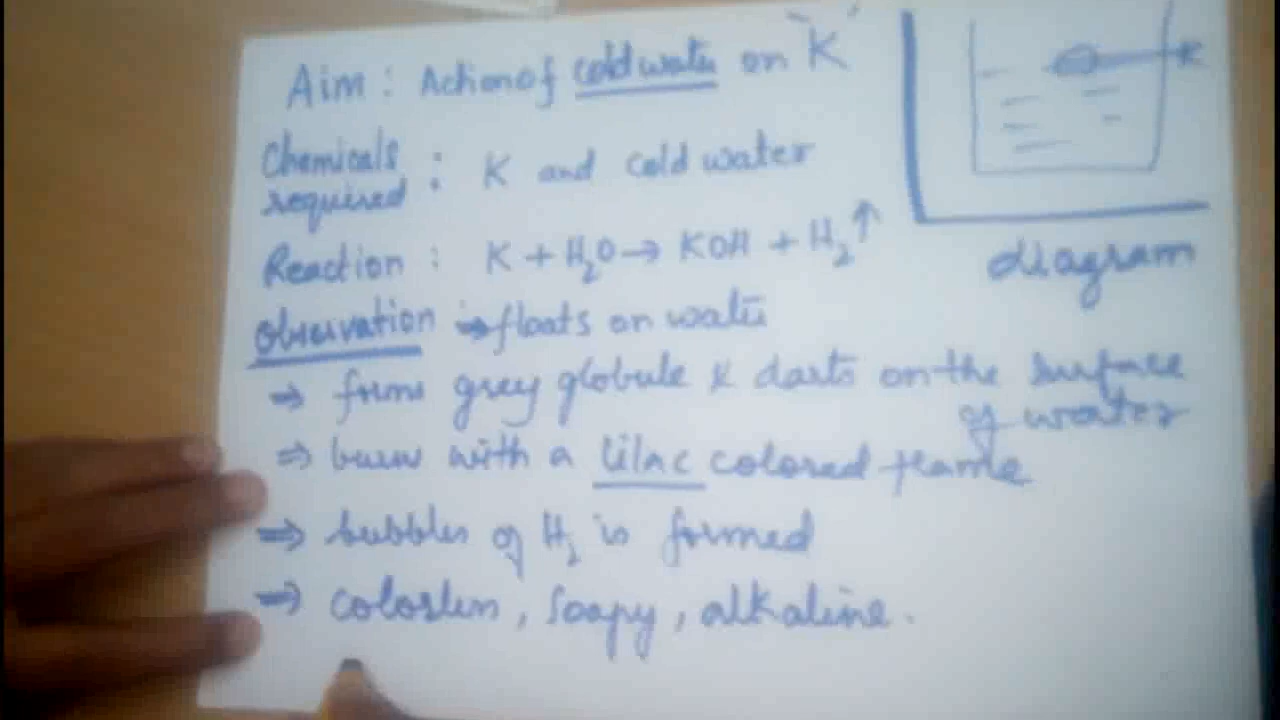 Aim : Action of cold water on "K"
K
Chemicals required : K and cold water
Reaction : K + H₂O → KOH + H₂↑
diagram
Observation ⇒ floats on water
⇒ forms grey globule & darts on the surface
of water
⇒ burn with a lilac colored flame
⇒ bubbles of H₂ is formed
⇒ colorless, soapy, alkaline.